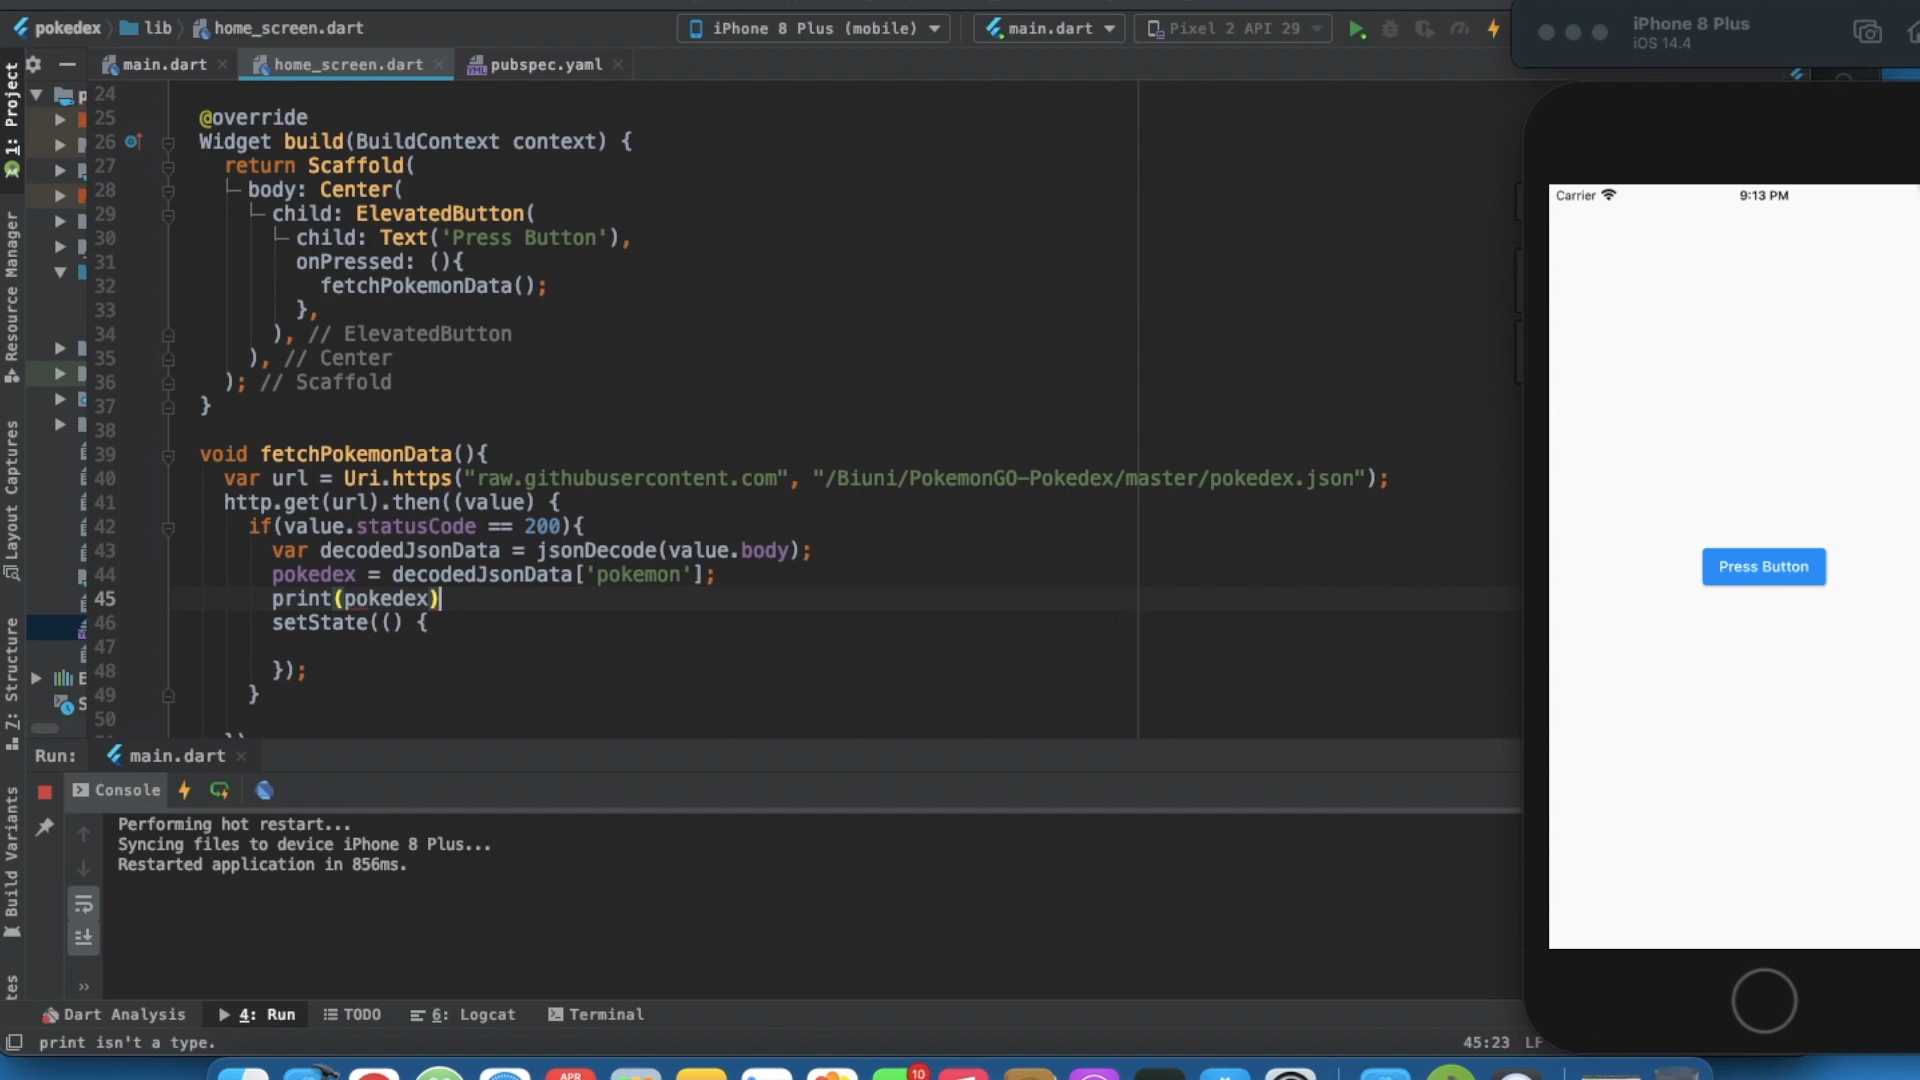 pokedex lib home_screen.dart
iPhone 8 Plus (mobile) main.dart Pixel 2 API 29
iPhone 8 Plus
iOS 14.4
main.dart home_screen.dart pubspec.yaml
24
25 @override
26 Widget build(BuildContext context) {
27 return Scaffold(
28 body: Center(
29 child: ElevatedButton(
30 child: Text('Press Button'),
31 onPressed: (){
32 fetchPokemonData();
33 },
34 ), // ElevatedButton
35 ), // Center
36 ); // Scaffold
37 }
38
39 void fetchPokemonData(){
40 var url = Uri.https("raw.githubusercontent.com", "/Biuni/PokemonGO-Pokedex/master/pokedex.json");
41 http.get(url).then((value) {
42 if(value.statusCode == 200){
43 var decodedJsonData = jsonDecode(value.body);
44 pokedex = decodedJsonData['pokemon'];
45 print(pokedex)
46 setState(() {
47
48 });
49 }
50
1: Project
Resource Manager
Layout Captures
Z: Structure
Build Variants
Carrier 9:13 PM
Press Button
Run: main.dart
Console
Performing hot restart...
Syncing files to device iPhone 8 Plus...
Restarted application in 856ms.
Dart Analysis 4: Run TODO 6: Logcat Terminal
print isn't a type.
45:23 LF
APR
10